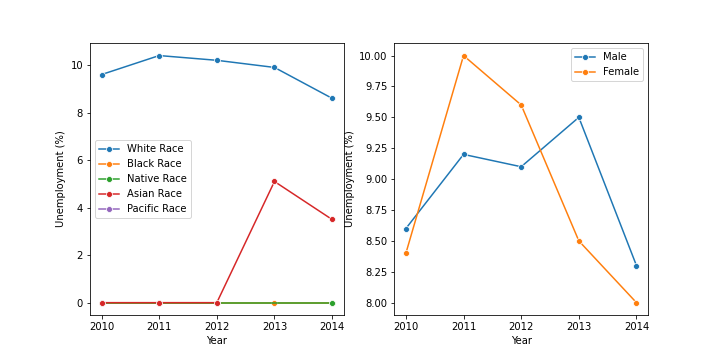 10
8
6
4
2
0
Unemployment (%)
White Race
Black Race
Native Race
Asian Race
Pacific Race
2010 2011 2012 2013 2014
Year
10.00
9.75
9.50
9.25
9.00
8.75
8.50
8.25
8.00
Unemployment (%)
Male
Female
2010 2011 2012 2013 2014
Year